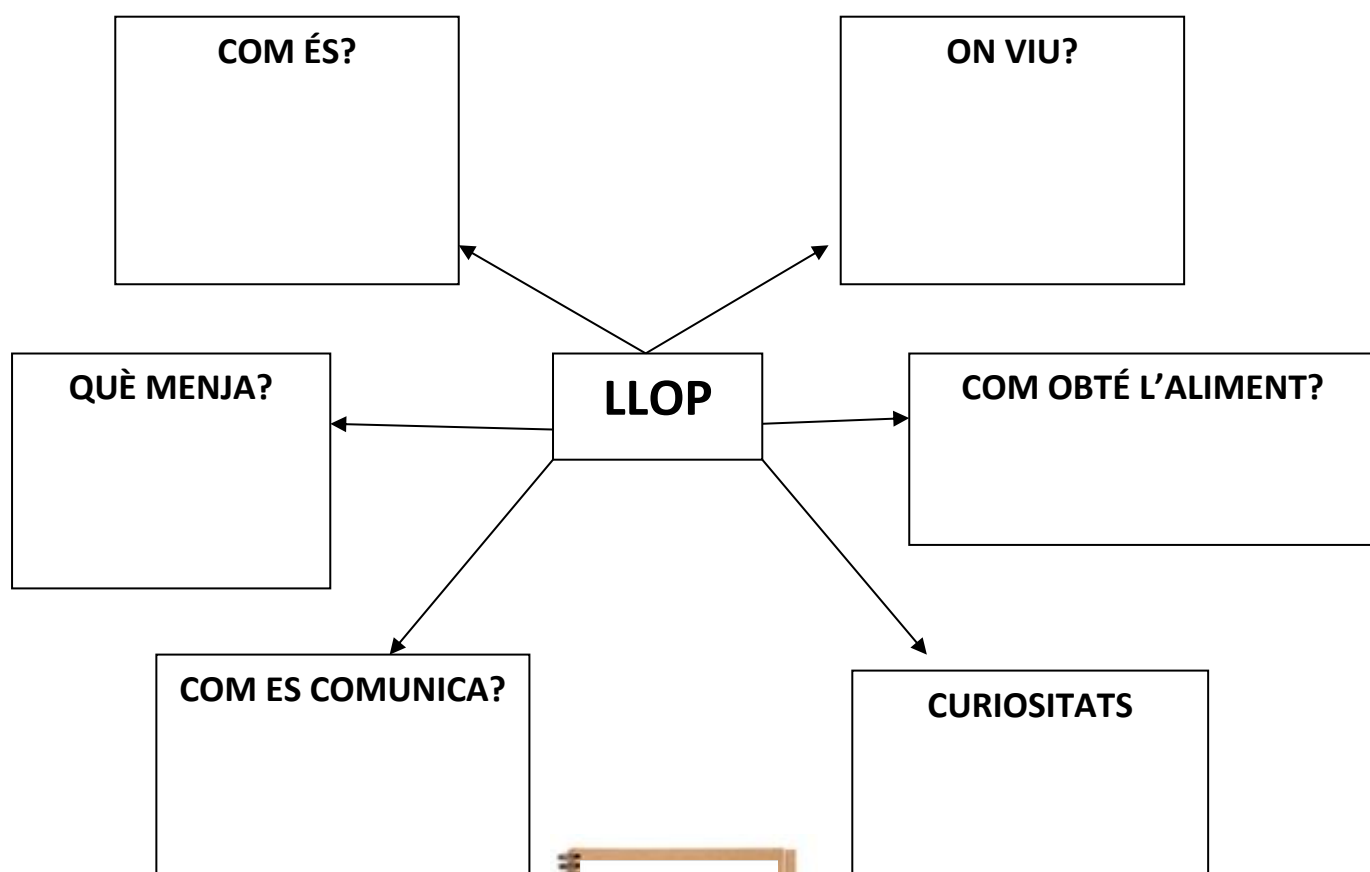 COM ÉS?
ON VIU?
QUÈ MENJA?
LLOP
COM OBTÉ L’ALIMENT?
COM ES COMUNICA?
CURIOSITATS